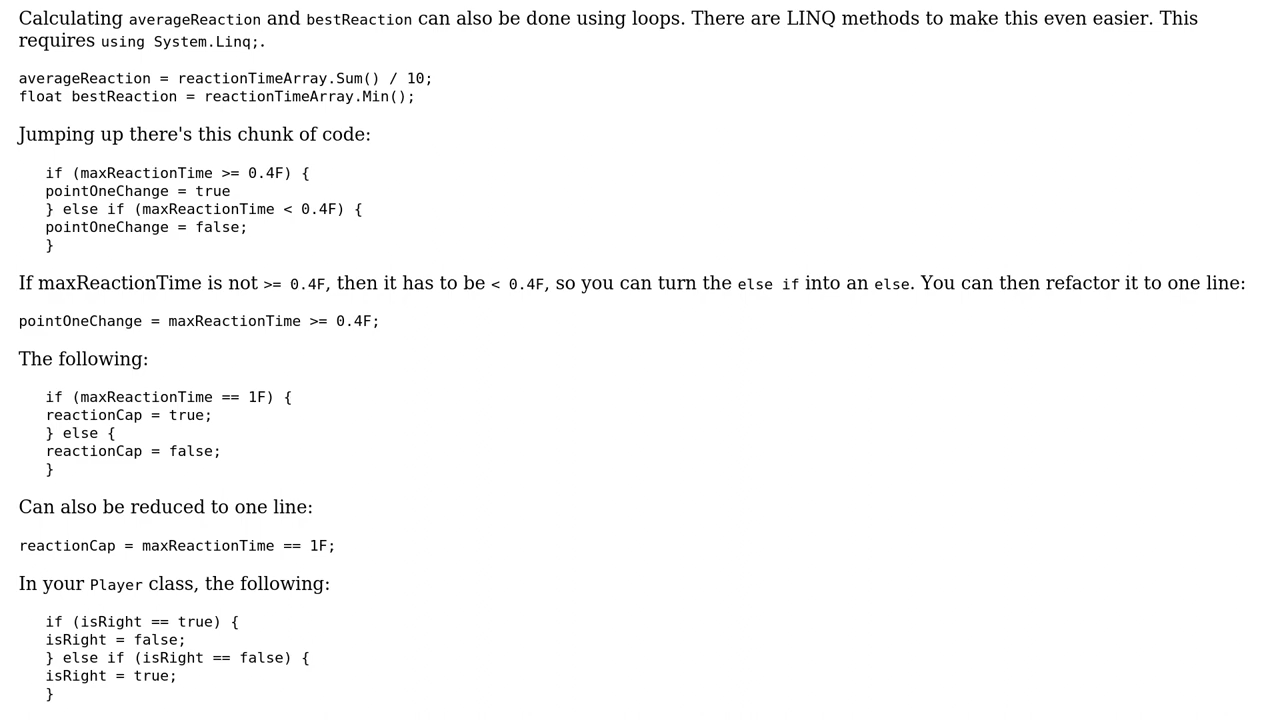 Calculating averageReaction and bestReaction can also be done using loops. There are LINQ methods to make this even easier. This
requires using System.Linq;.
averageReaction = reactionTimeArray.Sum() / 10;
float bestReaction = reactionTimeArray.Min();
Jumping up there's this chunk of code:
if (maxReactionTime >= 0.4F) {
pointOneChange = true
} else if (maxReactionTime < 0.4F) {
pointOneChange = false;
}
If maxReactionTime is not >= 0.4F, then it has to be < 0.4F, so you can turn the else if into an else. You can then refactor it to one line:
pointOneChange = maxReactionTime >= 0.4F;
The following:
if (maxReactionTime == 1F) {
reactionCap = true;
} else {
reactionCap = false;
}
Can also be reduced to one line:
reactionCap = maxReactionTime == 1F;
In your Player class, the following:
if (isRight == true) {
isRight = false;
} else if (isRight == false) {
isRight = true;
}